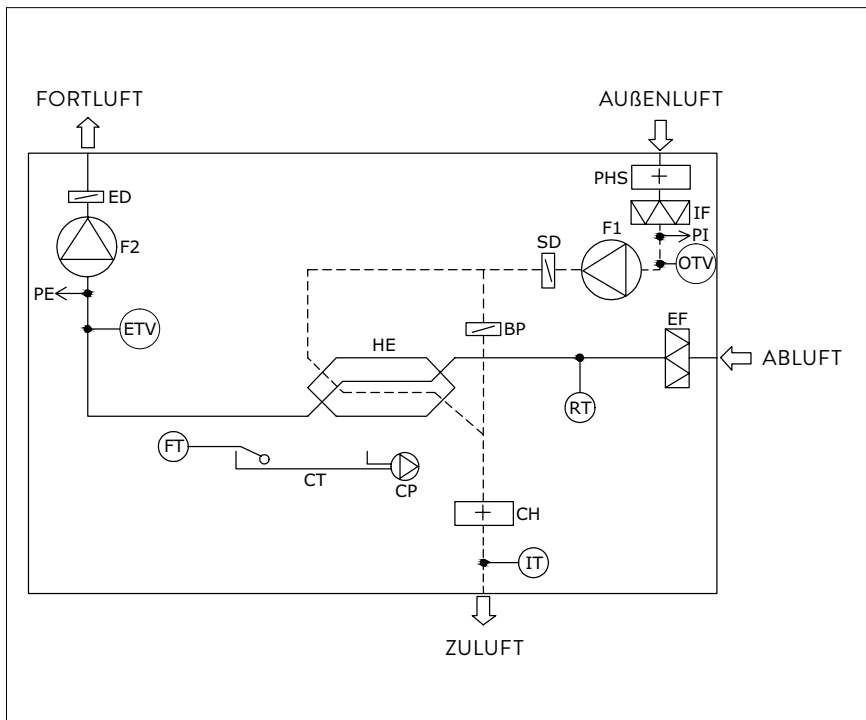 FORTLUFT
AUßENLUFT
PHS
ED
IF
F1
PI
F2
SD
OTV
PE
ETV
BP
EF
HE
ABLUFT
RT
FT
CT
CP
CH
IT
ZULUFT